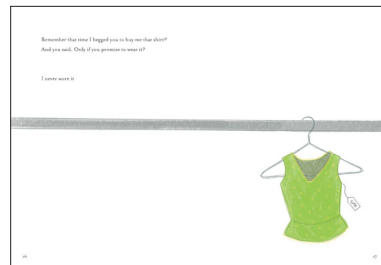 Remember that time I begged you to buy me that shirt?
And you said, Only if you promise to wear it?
I never wore it